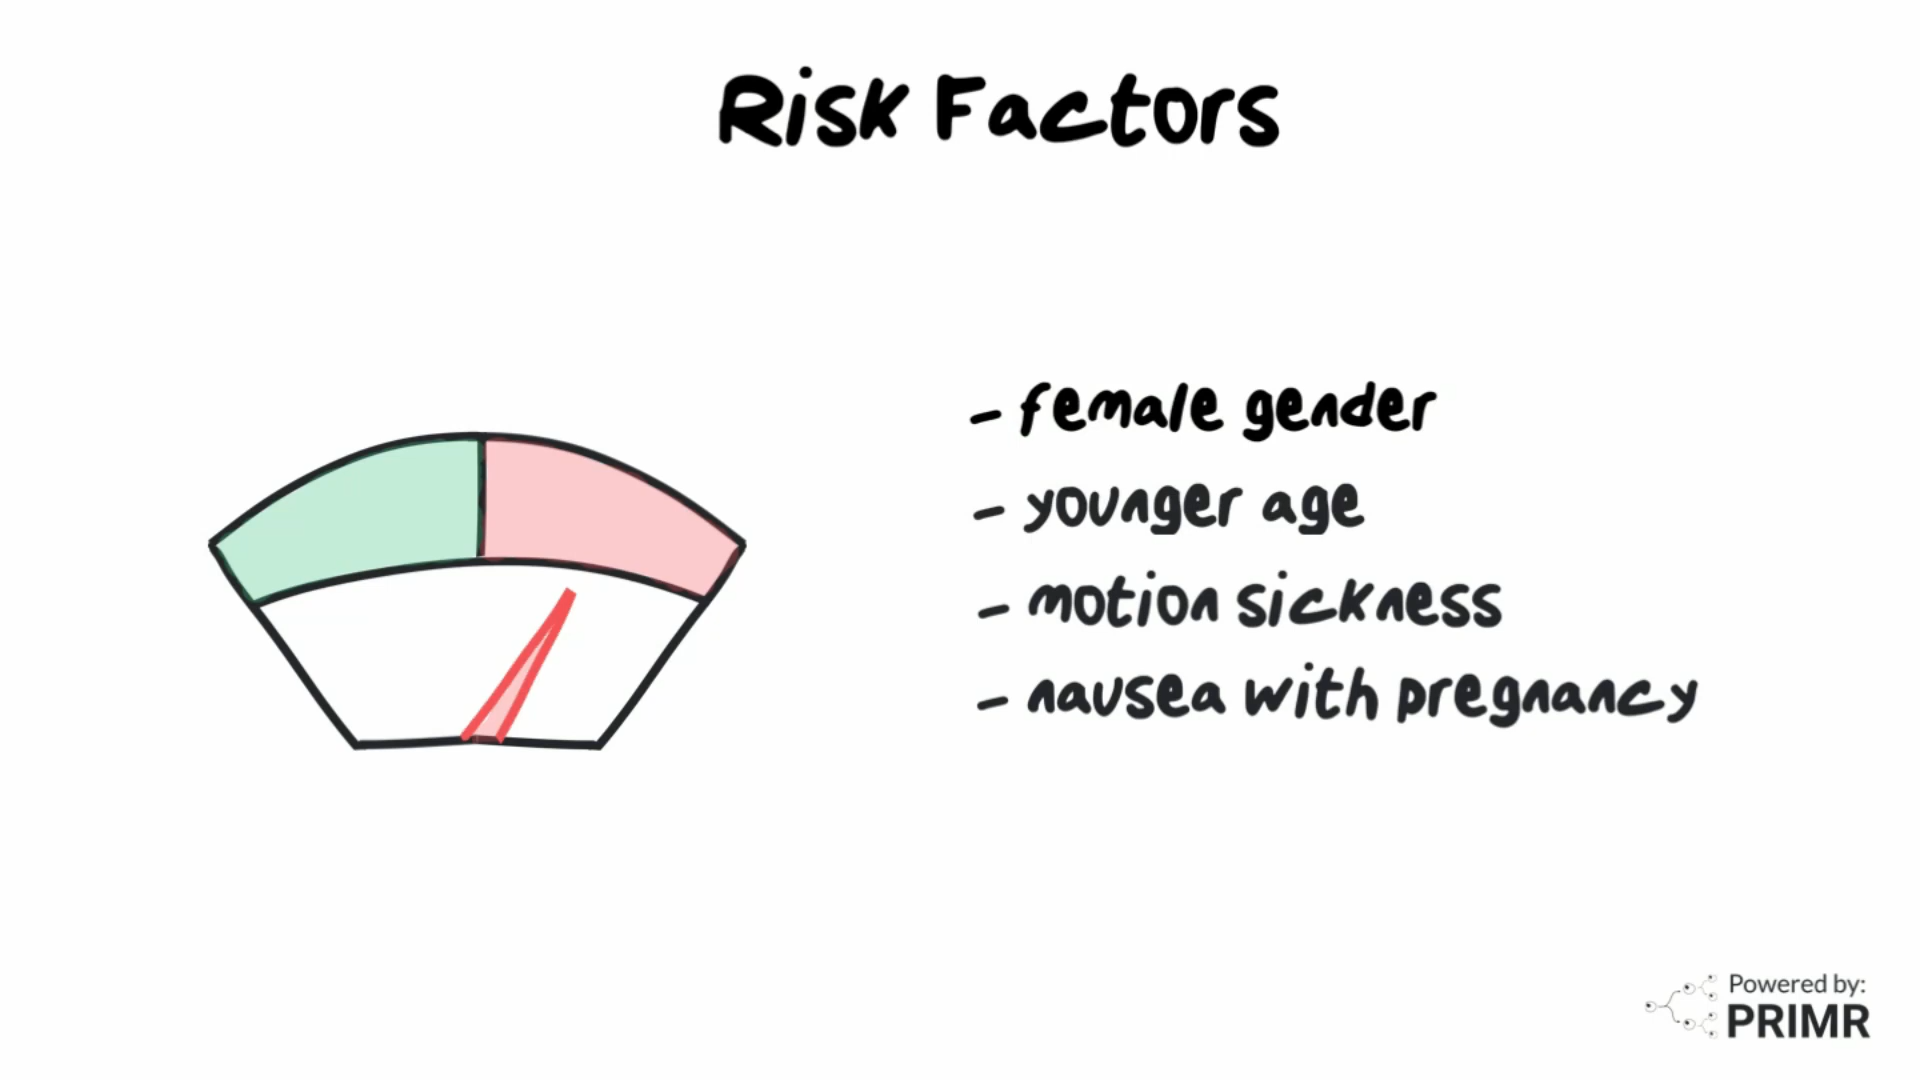 Risk Factors
- female gender
- younger age
- motion sickness
- nausea with pregnancy
Powered by:
PRIMR